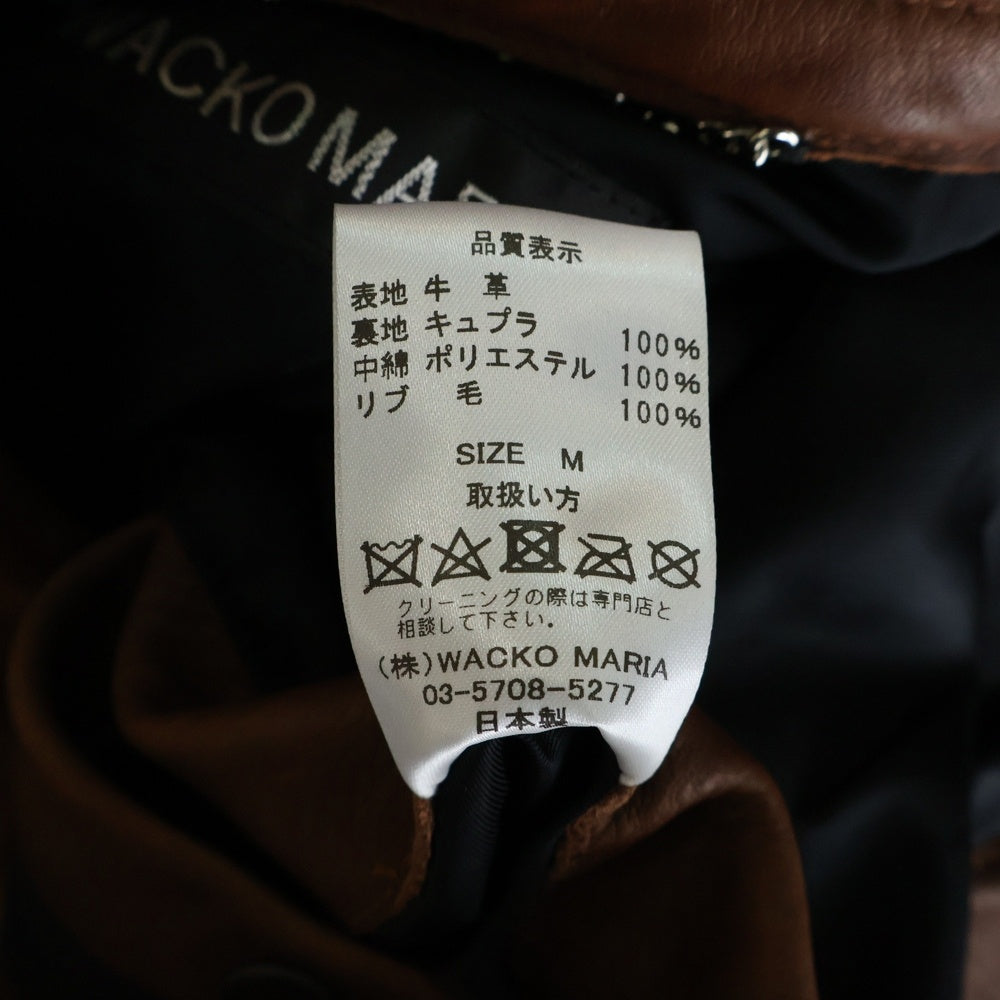 WACKO MAR
品質表示
表地 牛 革
裏地 キュプラ 100%
中綿 ポリエステル 100%
リブ 毛 100%
SIZE M
取扱い方
クリーニングの際は専門店と
相談して下さい。
(株)WACKO MARIA
03-5708-5277
日本製